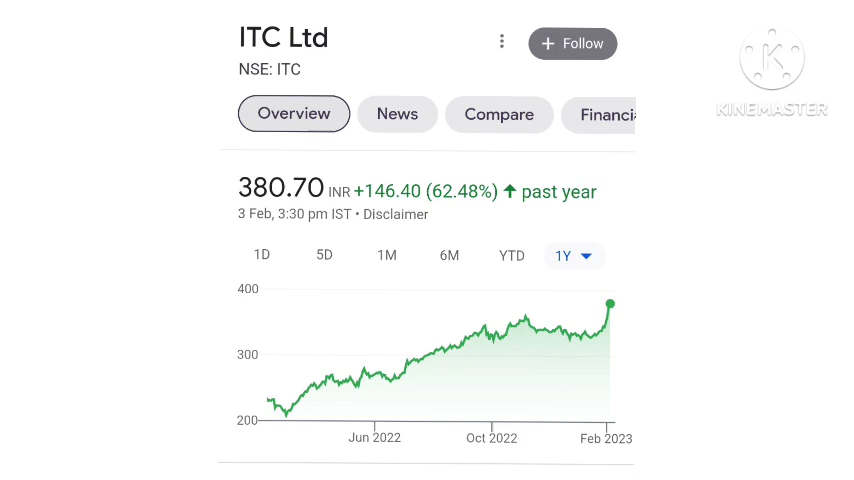 ITC Ltd
+ Follow
NSE: ITC
KINEMASTER
Overview News Compare Financi
380.70 INR +146.40 (62.48%) ↑ past year
3 Feb, 3:30 pm IST • Disclaimer
1D 5D 1M 6M YTD 1Y
400
300
200
Jun 2022 Oct 2022 Feb 2023